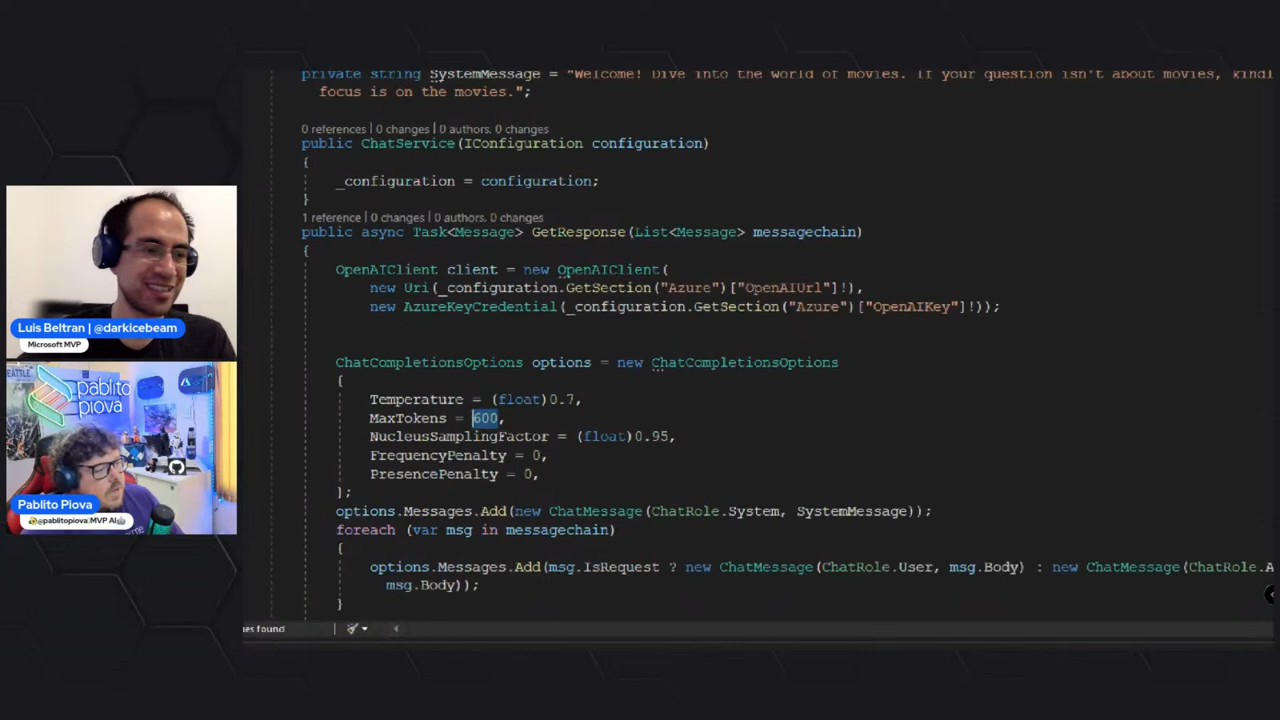 private string SystemMessage = "Welcome! Dive into the world of movies. If your question isn't about movies, kindl
focus is on the movies.";
0 references | 0 changes | 0 authors, 0 changes
public ChatService(IConfiguration configuration)
{
_configuration = configuration;
}
1 reference | 0 changes | 0 authors, 0 changes
public async Task<Message> GetResponse(List<Message> messagechain)
{
OpenAIClient client = new OpenAIClient(
new Uri(_configuration.GetSection("Azure")["OpenAIUrl"]!),
new AzureKeyCredential(_configuration.GetSection("Azure")["OpenAIKey"]!));
ChatCompletionsOptions options = new ChatCompletionsOptions
{
Temperature = (float)0.7,
MaxTokens = 600,
NucleusSamplingFactor = (float)0.95,
FrequencyPenalty = 0,
PresencePenalty = 0,
};
options.Messages.Add(new ChatMessage(ChatRole.System, SystemMessage));
foreach (var msg in messagechain)
{
options.Messages.Add(msg.IsRequest ? new ChatMessage(ChatRole.User, msg.Body) : new ChatMessage(ChatRole.A
msg.Body));
}
ues found
Luis Beltran | @darkicebeam
Microsoft MVP
SEATTLE
pablito
piova
Pablito Piova
@pablitopiova MVP AI